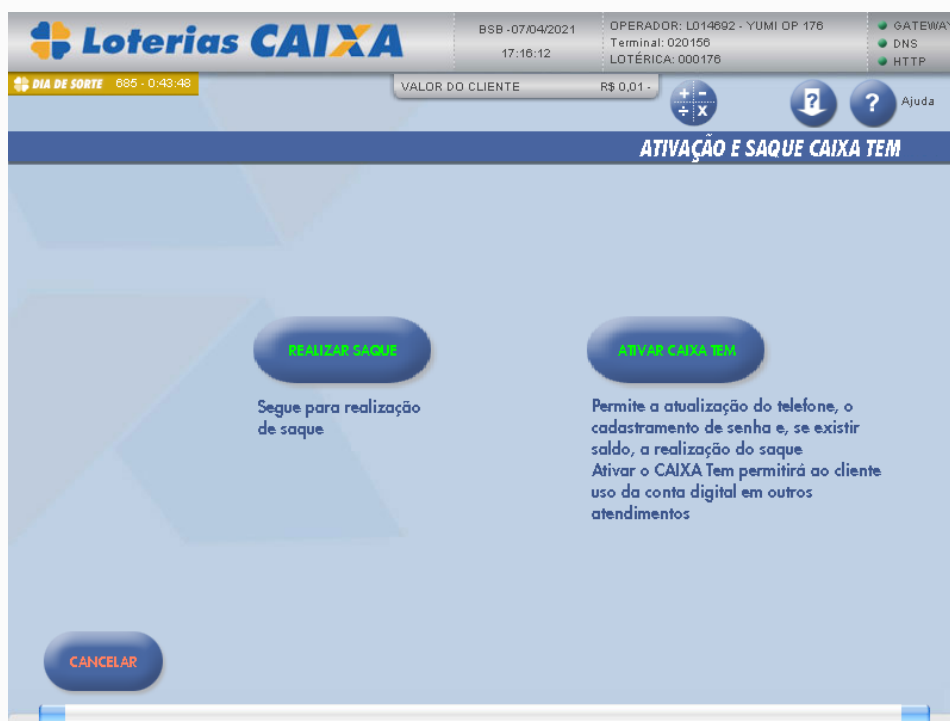 Loterias CAIXA
BSB -07/04/2021
17:16:12
OPERADOR: L014692 - YUMI OP 176
Terminal: 020156
LOTÉRICA: 000176
GATEWAY
DNS
HTTP
DIA DE SORTE 685 - 0:43:48
VALOR DO CLIENTE R$ 0,01 -
+ -
÷ x
?
? Ajuda
ATIVAÇÃO E SAQUE CAIXA TEM
REALIZAR SAQUE
Segue para realização
de saque
ATIVAR CAIXA TEM
Permite a atualização do telefone, o
cadastramento de senha e, se existir
saldo, a realização do saque
Ativar o CAIXA Tem permitirá ao cliente
uso da conta digital em outros
atendimentos
CANCELAR